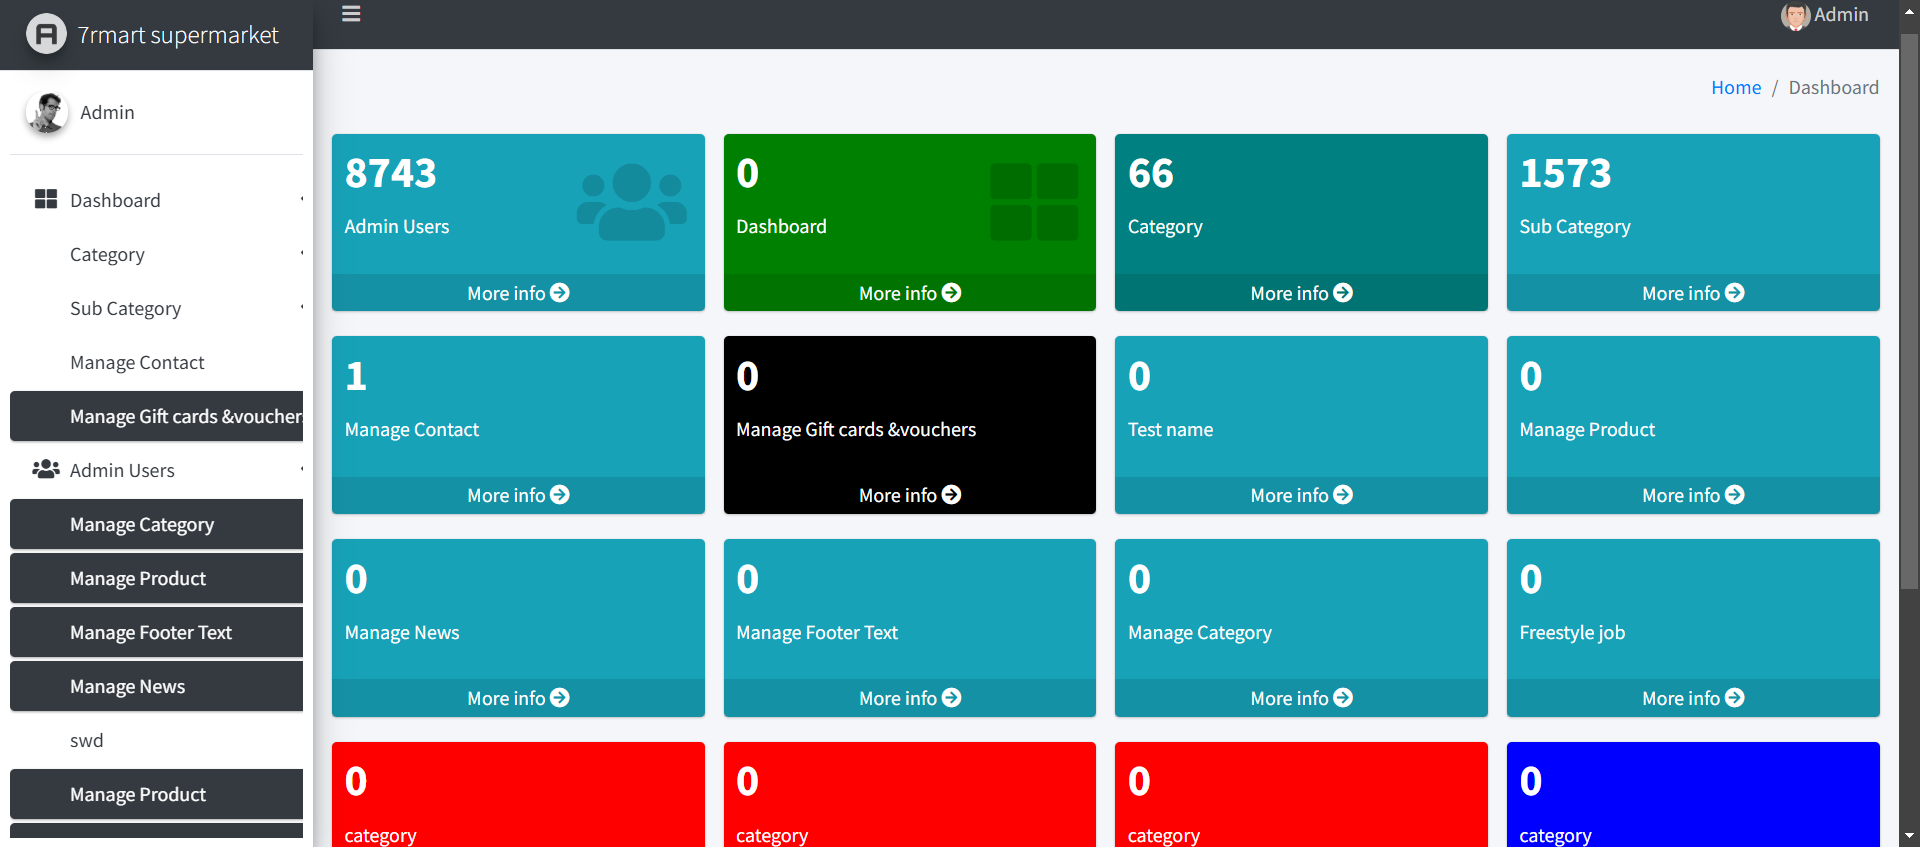 7rmart supermarket
Admin
Admin
Home / Dashboard
Dashboard
Category
Sub Category
Manage Contact
Manage Gift cards &voucher
Admin Users
Manage Category
Manage Product
Manage Footer Text
Manage News
swd
Manage Product
8743
Admin Users
More info
0
Dashboard
More info
66
Category
More info
1573
Sub Category
More info
1
Manage Contact
More info
0
Manage Gift cards &vouchers
More info
0
Test name
More info
0
Manage Product
More info
0
Manage News
More info
0
Manage Footer Text
More info
0
Manage Category
More info
0
Freestyle job
More info
0
category
0
category
0
category
0
category